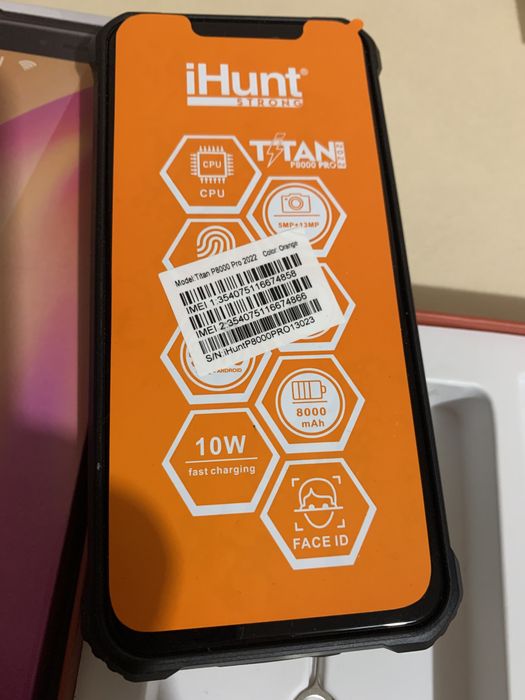 iHunt®
STRONG
TITAN
P8000 PRO 2022
CPU
CPU
5MP+13MP
Model Titan P8000 Pro 2022 Color: Orange
IMEI 1:354075116674858
IMEI 2:354075116674866
S/N:iHuntP8000PRO13023
ANDROID
8000
mAh
10W
fast charging
FACE ID